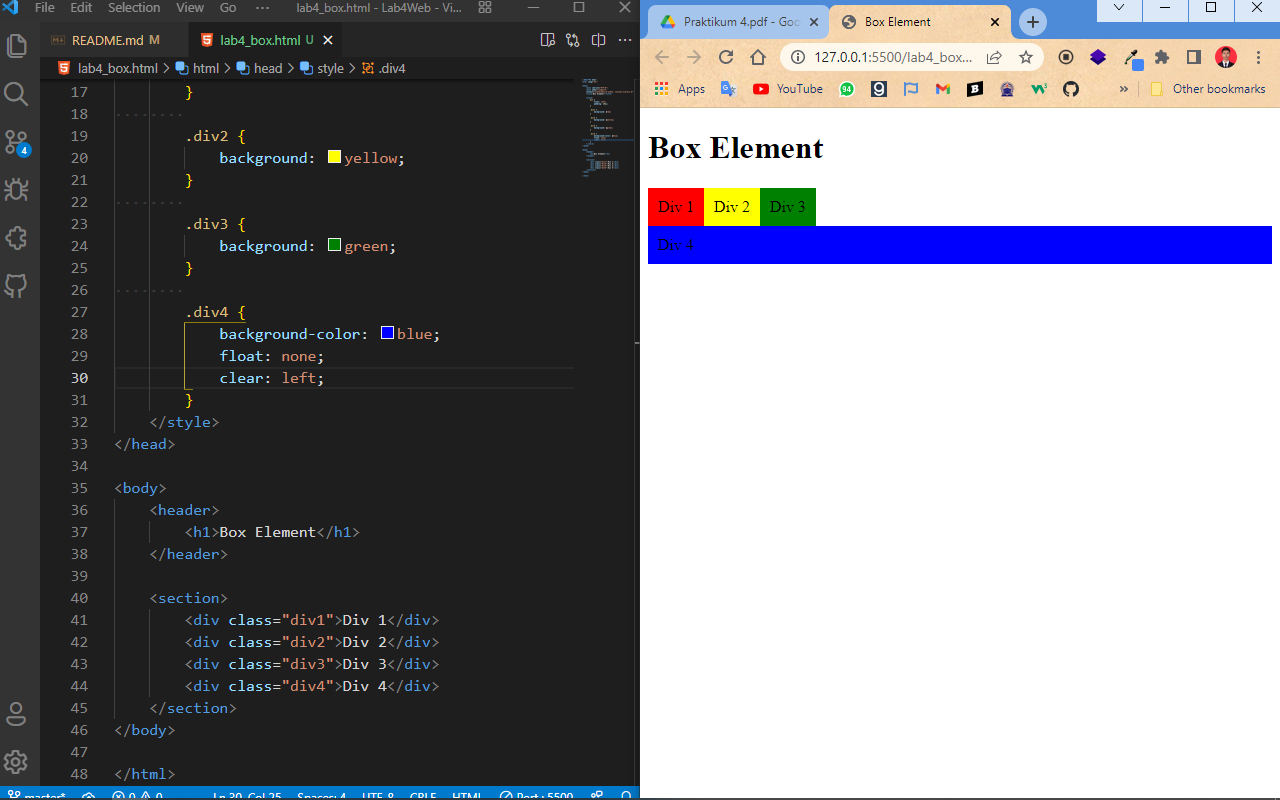 File Edit Selection View Go ··· lab4_box.html - Lab4Web - Vi...
README.md M lab4_box.html U
lab4_box.html > html > head > style > .div4
17 }
18
19 .div2 {
20 background: yellow;
21 }
22
23 .div3 {
24 background: green;
25 }
26
27 .div4 {
28 background-color: blue;
29 float: none;
30 clear: left;
31 }
32 </style>
33 </head>
34
35 <body>
36 <header>
37 <h1>Box Element</h1>
38 </header>
39
40 <section>
41 <div class="div1">Div 1</div>
42 <div class="div2">Div 2</div>
43 <div class="div3">Div 3</div>
44 <div class="div4">Div 4</div>
45 </section>
46 </body>
47
48 </html>
4
master* 0 0 Ln 30, Col 25 Spaces: 4 UTF-8 CRLF HTML Port : 5500
Praktikum 4.pdf - Goo Box Element
127.0.0.1:5500/lab4_box...
Apps YouTube 94 » Other bookmarks
Box Element
Div 1 Div 2 Div 3
Div 4